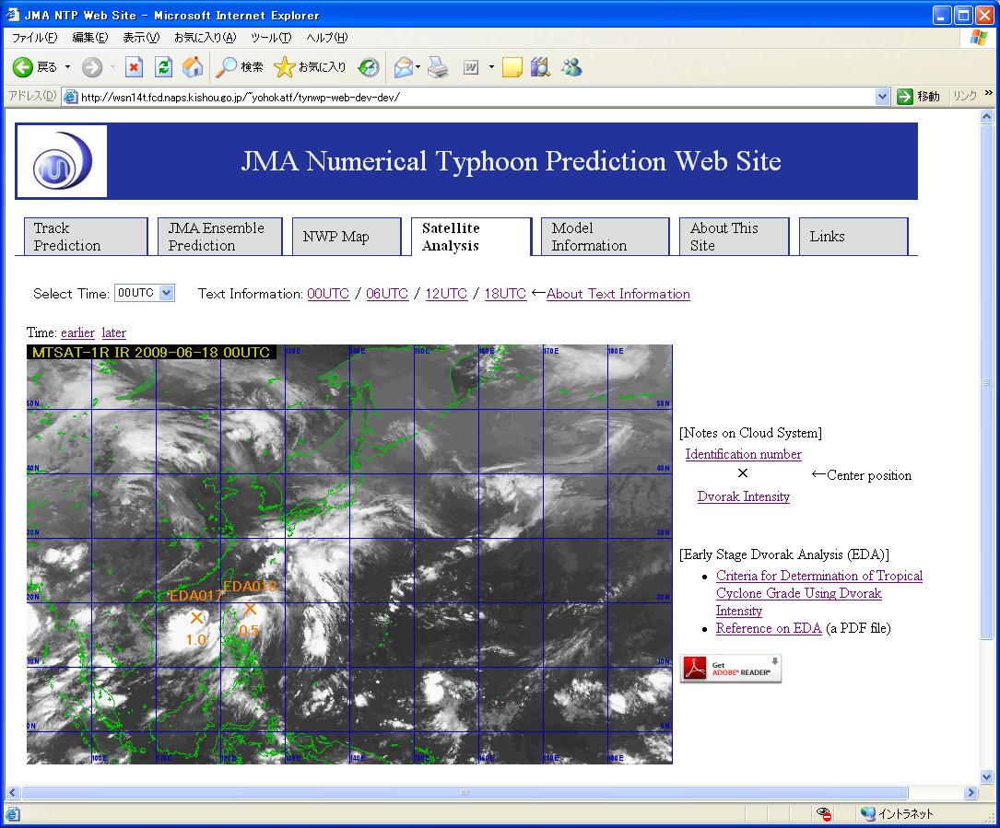 JMA NTP Web Site - Microsoft Internet Explorer
ファイル(F) 編集(E) 表示(V) お気に入り(A) ツール(T) ヘルプ(H)
戻る 検索 お気に入り
アドレス(D) http://wsn14t.fcd.naps.kishou.go.jp/~yohokatf/tynwp-web-dev-dev/ 移動 リンク »
JMA Numerical Typhoon Prediction Web Site
Track Prediction
JMA Ensemble Prediction
NWP Map
Satellite Analysis
Model Information
About This Site
Links
Select Time: 00UTC Text Information: 00UTC / 06UTC / 12UTC / 18UTC ←About Text Information
Time: earlier later
MTSAT-1R IR 2009-06-18 00UTC 130E 140E 150E 160E 170E 180E
50N 50N
40N 40N
30N 30N
20N 20N
10N 10N
0N 0N
100E 110E 120E 130E 140E 150E 160E 170E 180E
EDA017 EDA018
1.0 0.5
[Notes on Cloud System]
Identification number
× ←Center position
Dvorak Intensity
[Early Stage Dvorak Analysis (EDA)]
• Criteria for Determination of Tropical
Cyclone Grade Using Dvorak
Intensity
• Reference on EDA (a PDF file)
Get
ADOBE® READER®
イントラネット